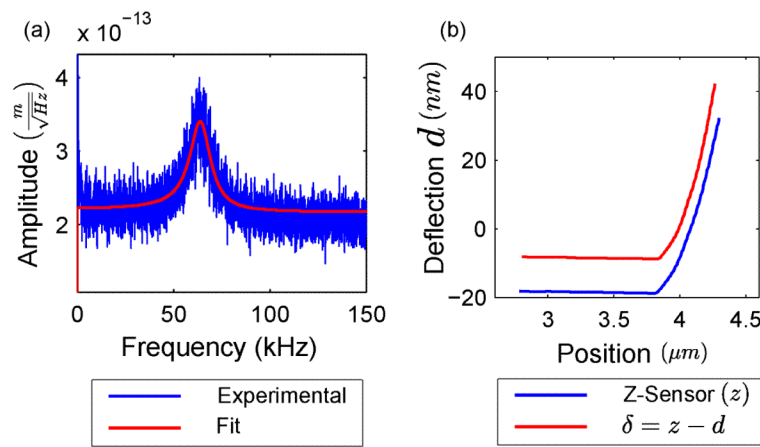 (a)
x 10⁻¹³
4
3
2
Amplitude (m/√Hz)
0 50 100 150
Frequency (kHz)
Experimental
Fit
(b)
40
20
0
−20
Deflection d (nm)
3 3.5 4 4.5
Position (μm)
Z-Sensor (z)
δ = z − d